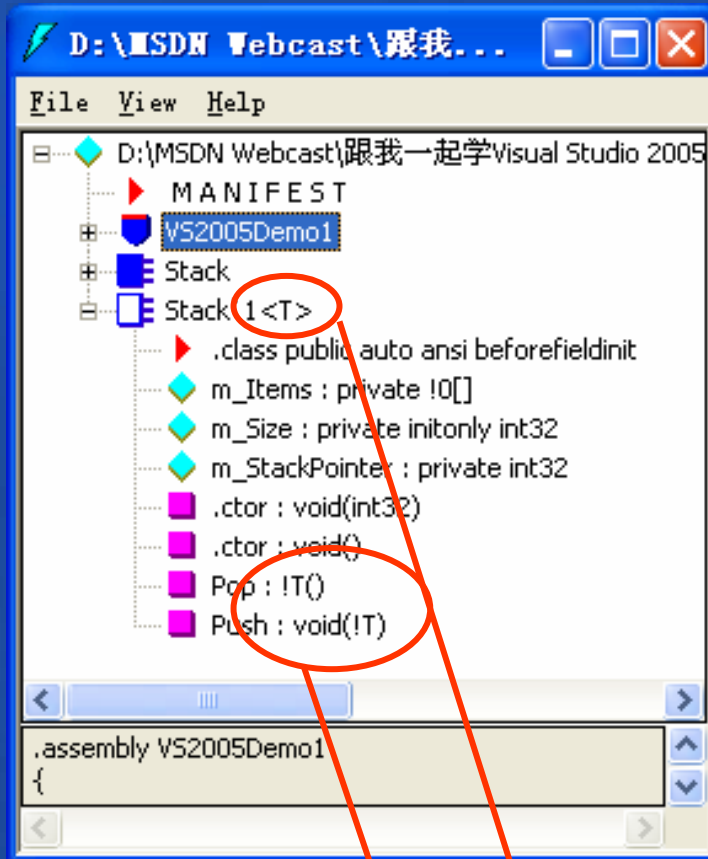 D:\MSDN Webcast\跟我...
File View Help
D:\MSDN Webcast\跟我一起学Visual Studio 2005
MANIFEST
VS2005Demo1
Stack
Stack`1<T>
.class public auto ansi beforefieldinit
m_Items : private !0[]
m_Size : private initonly int32
m_StackPointer : private int32
.ctor : void(int32)
.ctor : void()
Pop : !T()
Push : void(!T)
.assembly VS2005Demo1
{